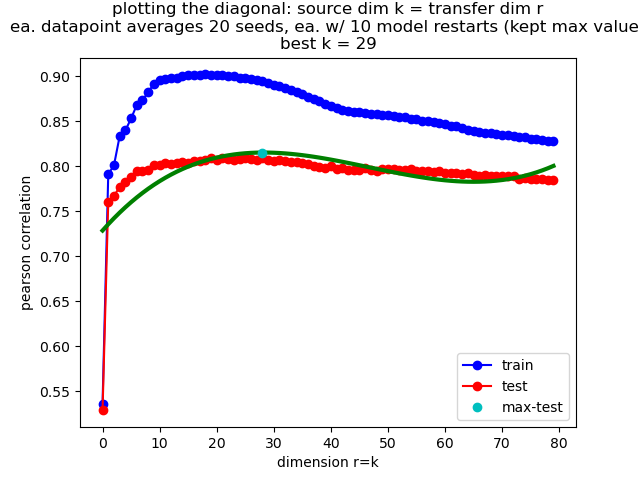 plotting the diagonal: source dim k = transfer dim r
ea. datapoint averages 20 seeds, ea. w/ 10 model restarts (kept max value
best k = 29
0.90
0.85
0.80
0.75
0.70
0.65
0.60
0.55
pearson correlation
train
test
max-test
0 10 20 30 40 50 60 70 80
dimension r=k